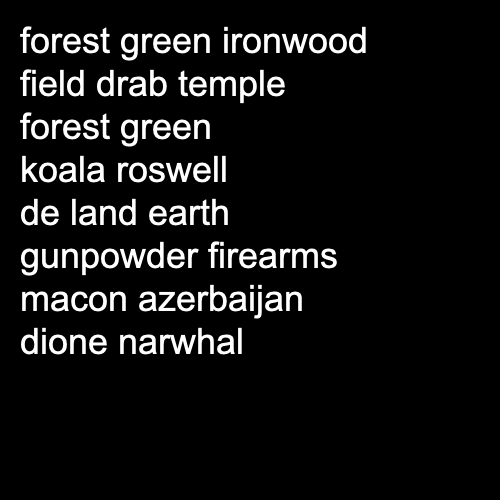 forest green ironwood
field drab temple
forest green
koala roswell
de land earth
gunpowder firearms
macon azerbaijan
dione narwhal